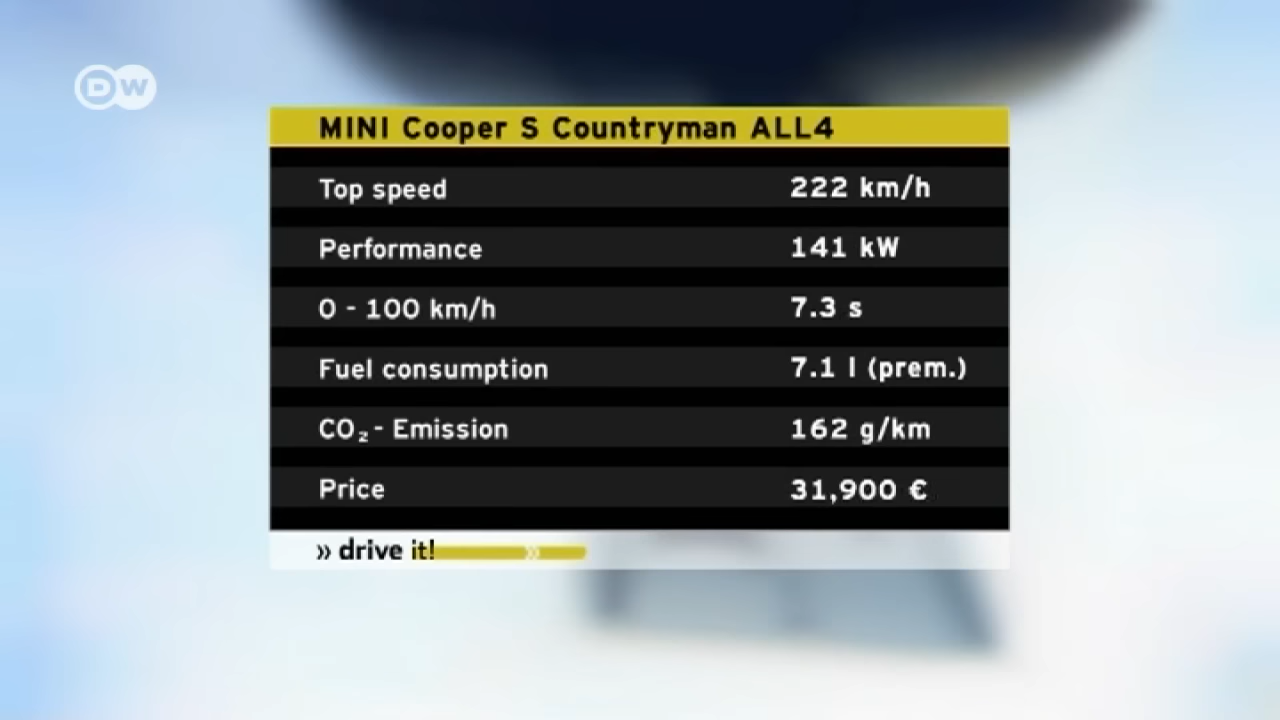 DW
MINI Cooper S Countryman ALL4
Top speed 222 km/h
Performance 141 kW
0 - 100 km/h 7.3 s
Fuel consumption 7.1 l (prem.)
CO₂ - Emission 162 g/km
Price 31,900 €
» drive it! »